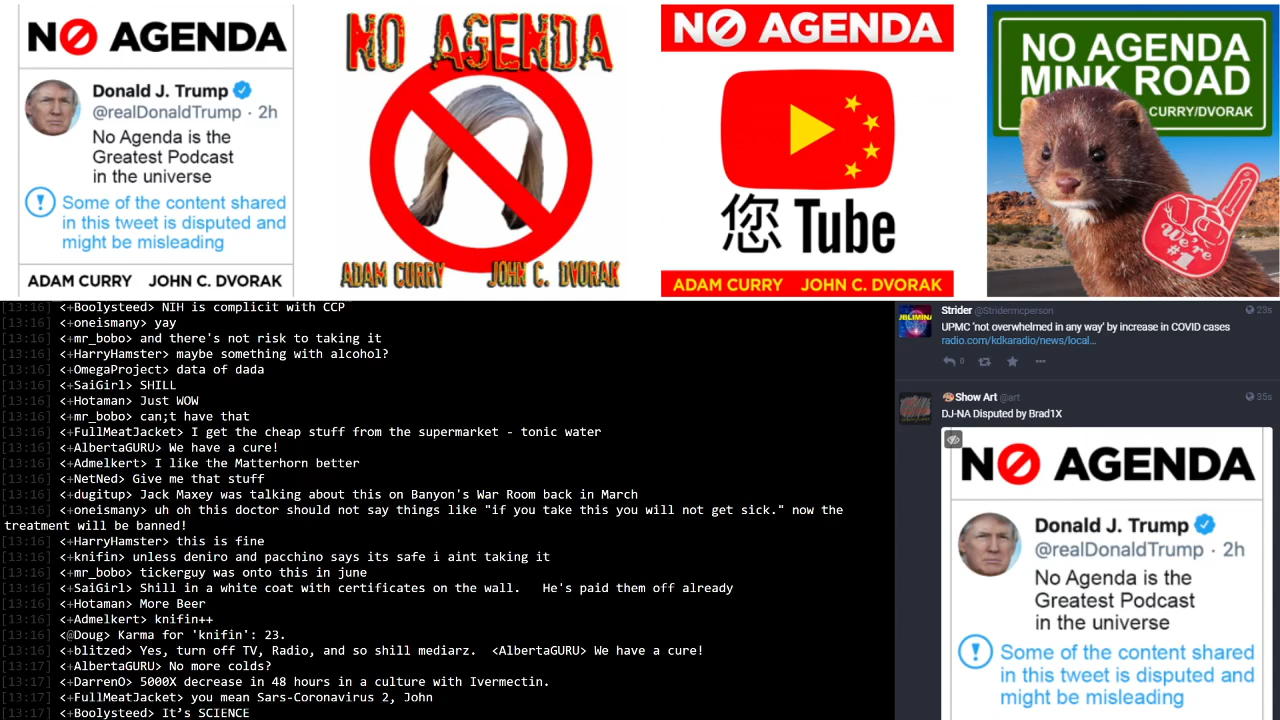 NO AGENDA
Donald J. Trump
@realDonaldTrump · 2h
No Agenda is the
Greatest Podcast
in the universe
Some of the content shared
in this tweet is disputed and
might be misleading
ADAM CURRY JOHN C. DVORAK
NO AGENDA
ADAM CURRY JOHN C. DVORAK
NO AGENDA
您 Tube
ADAM CURRY JOHN C. DVORAK
NO AGENDA
MINK ROAD
CURRY/DVORAK
1
We're
#1
[13:16] <+Boolysteed> NIH is complicit with CCP
[13:16] <+oneismany> yay
[13:16] <+mr_bobo> and there's not risk to taking it
[13:16] <+HarryHamster> maybe something with alcohol?
[13:16] <+OmegaProject> data of dada
[13:16] <+SaiGirl> SHILL
[13:16] <+Hotaman> Just WOW
[13:16] <+mr_bobo> can;t have that
[13:16] <+FullMeatJacket> I get the cheap stuff from the supermarket - tonic water
[13:16] <+AlbertaGURU> We have a cure!
[13:16] <+Admelkert> I like the Matterhorn better
[13:16] <+NetNed> Give me that stuff
[13:16] <+dugitup> Jack Maxey was talking about this on Banyon's War Room back in March
[13:16] <+oneismany> uh oh this doctor should not say things like "if you take this you will not get sick." now the
treatment will be banned!
[13:16] <+HarryHamster> this is fine
[13:16] <+knifin> unless deniro and pacchino says its safe i aint taking it
[13:16] <+mr_bobo> tickerguy was onto this in june
[13:16] <+SaiGirl> Shill in a white coat with certificates on the wall.   He's paid them off already
[13:16] <+Hotaman> More Beer
[13:16] <+Admelkert> knifin++
[13:16] <@Doug> Karma for 'knifin': 23.
[13:16] <+blitzed> Yes, turn off TV, Radio, and so shill mediarz.  <AlbertaGURU> We have a cure!
[13:17] <+AlbertaGURU> No more colds?
[13:17] <+DarrenO> 5000X decrease in 48 hours in a culture with Ivermectin.
[13:17] <+FullMeatJacket> you mean Sars-Coronavirus 2, John
[13:17] <+Boolysteed> It's SCIENCE
Strider @Stridermcperson 23s
UPMC 'not overwhelmed in any way' by increase in COVID cases
radio.com/kdkaradio/news/local…
0
Show Art @art 35s
DJ-NA Disputed by Brad1X
NO AGENDA
Donald J. Trump
@realDonaldTrump · 2h
No Agenda is the
Greatest Podcast
in the universe
Some of the content shared
in this tweet is disputed and
might be misleading